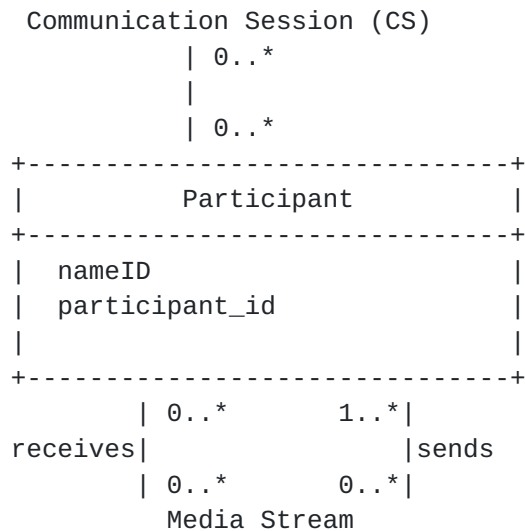 Communication Session (CS)
| 0..*
|
| 0..*
+-------------------------------+
|          Participant          |
+-------------------------------+
|  nameID                       |
|  participant_id               |
|                               |
+-------------------------------+
| 0..*       1..*|
receives|                |sends
| 0..*       0..*|
Media Stream